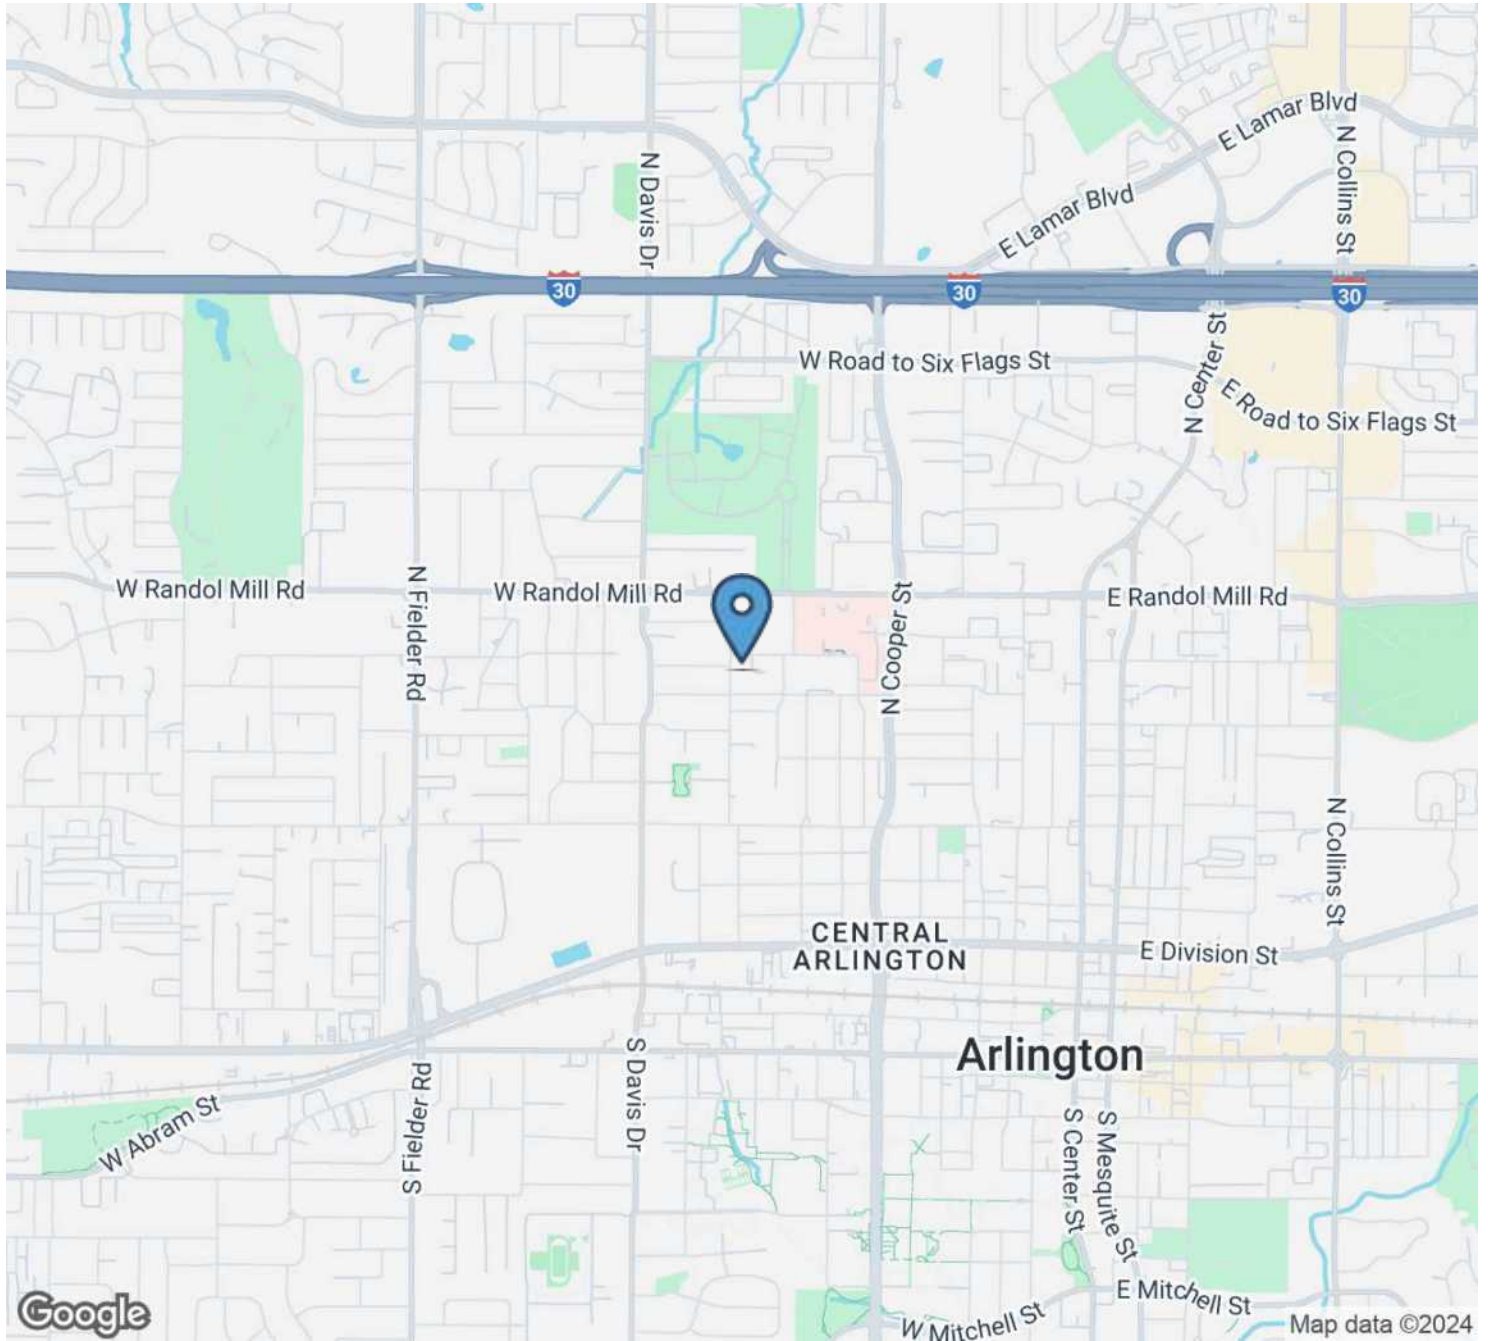 E Lamar Blvd
N Collins St
N Davis Dr
E Lamar Blvd
30
30
30
W Road to Six Flags St
N Center St
E Road to Six Flags St
W Randol Mill Rd
N Fielder Rd
W Randol Mill Rd
N Cooper St
E Randol Mill Rd
N Collins St
CENTRAL
ARLINGTON
E Division St
Arlington
W Abram St
S Fielder Rd
S Davis Dr
S Center St
S Mesquite St
E Mitchell St
W Mitchell St
Google
Map data ©2024